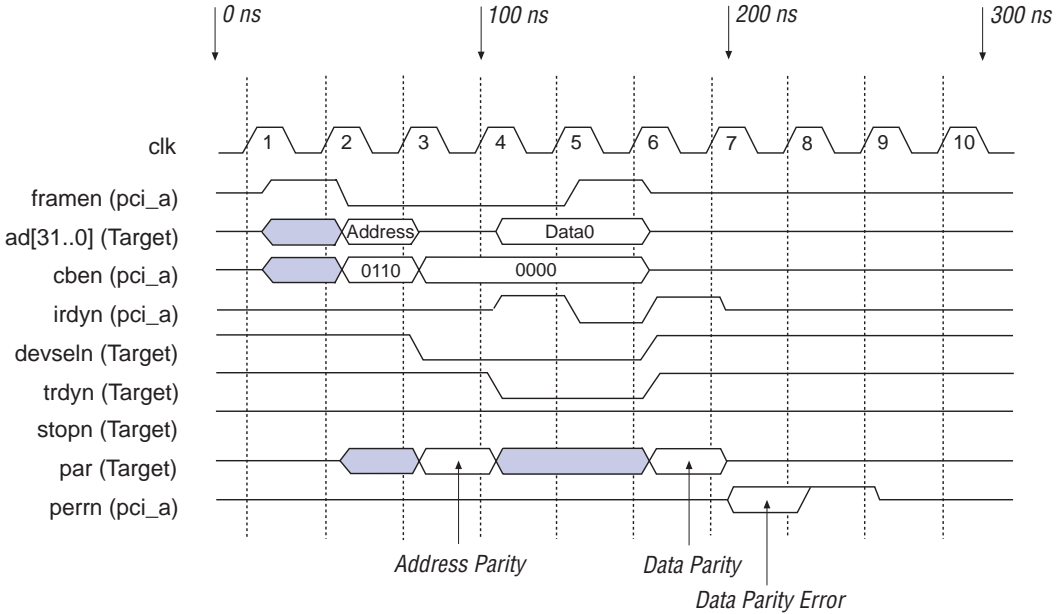 0 ns 100 ns 200 ns 300 ns
clk 1 2 3 4 5 6 7 8 9 10
framen (pci_a)
ad[31..0] (Target) Address Data0
cben (pci_a) 0110 0000
irdyn (pci_a)
devseln (Target)
trdyn (Target)
stopn (Target)
par (Target)
perrn (pci_a)
Address Parity Data Parity
Data Parity Error